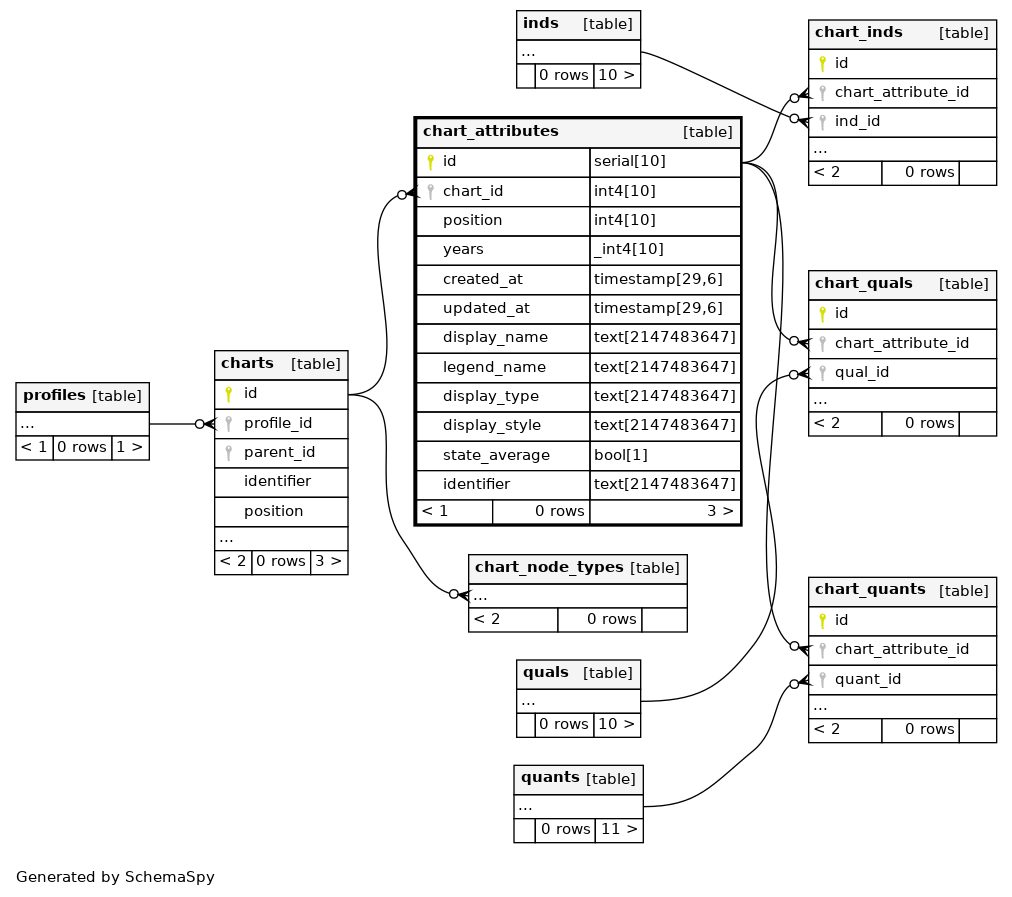 inds [table]
...
0 rows 10 >
chart_inds [table]
id
chart_attribute_id
ind_id
...
< 2 0 rows
chart_attributes [table]
id serial[10]
chart_id int4[10]
position int4[10]
years _int4[10]
created_at timestamp[29,6]
updated_at timestamp[29,6]
display_name text[2147483647]
legend_name text[2147483647]
display_type text[2147483647]
display_style text[2147483647]
state_average bool[1]
identifier text[2147483647]
< 1 0 rows 3 >
chart_quals [table]
id
chart_attribute_id
qual_id
...
< 2 0 rows
charts [table]
id
profile_id
parent_id
identifier
position
...
< 2 0 rows 3 >
profiles [table]
...
< 1 0 rows 1 >
chart_node_types [table]
...
< 2 0 rows
chart_quants [table]
id
chart_attribute_id
quant_id
...
< 2 0 rows
quals [table]
...
0 rows 10 >
quants [table]
...
0 rows 11 >
Generated by SchemaSpy